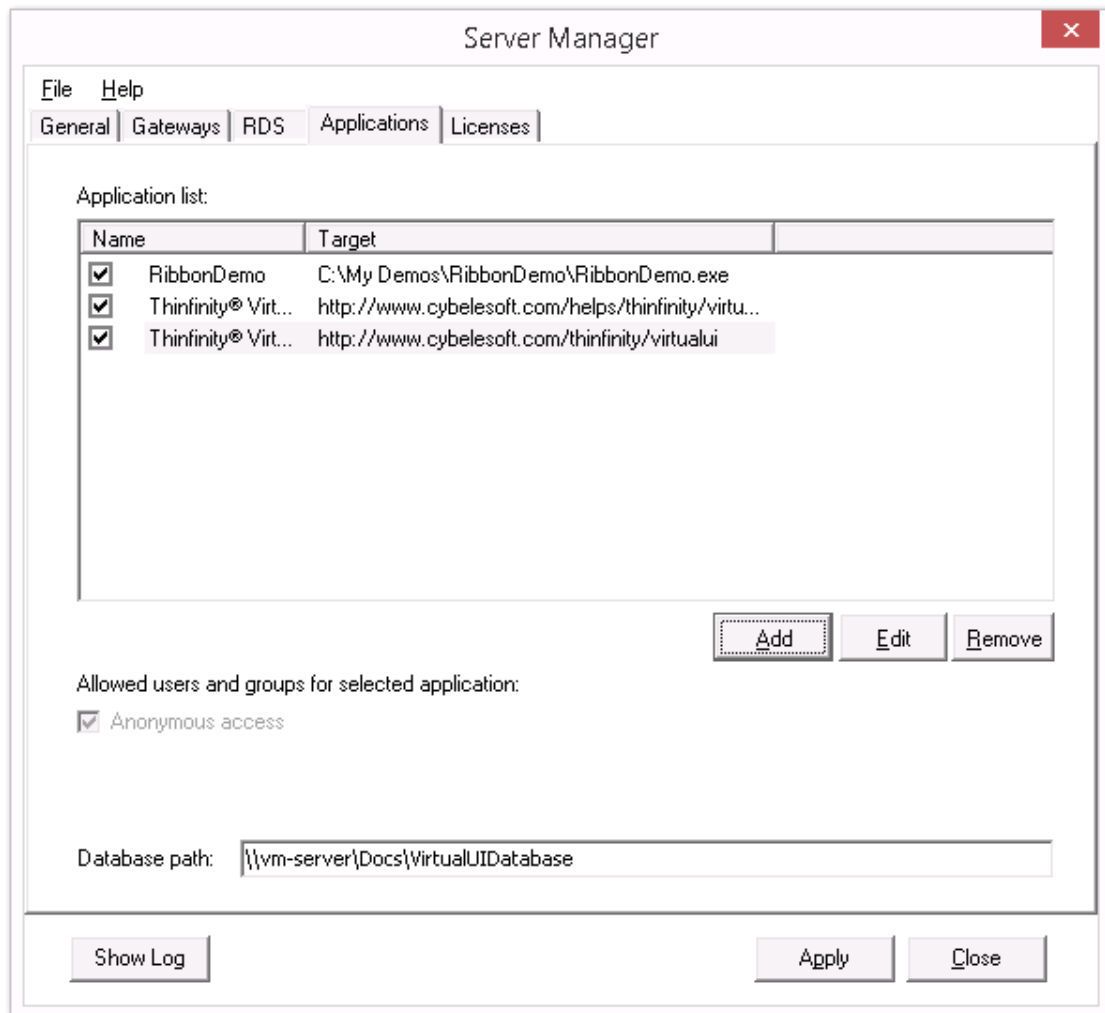 Server Manager
File Help
General Gateways RDS Applications Licenses
Application list:
Name Target
RibbonDemo C:\My Demos\RibbonDemo\RibbonDemo.exe
Thinfinity® Virt... http://www.cybelesoft.com/helps/thinfinity/virtu...
Thinfinity® Virt... http://www.cybelesoft.com/thinfinity/virtualui
Add Edit Remove
Allowed users and groups for selected application:
Anonymous access
Database path: \\vm-server\Docs\VirtualUIDatabase
Show Log Apply Close